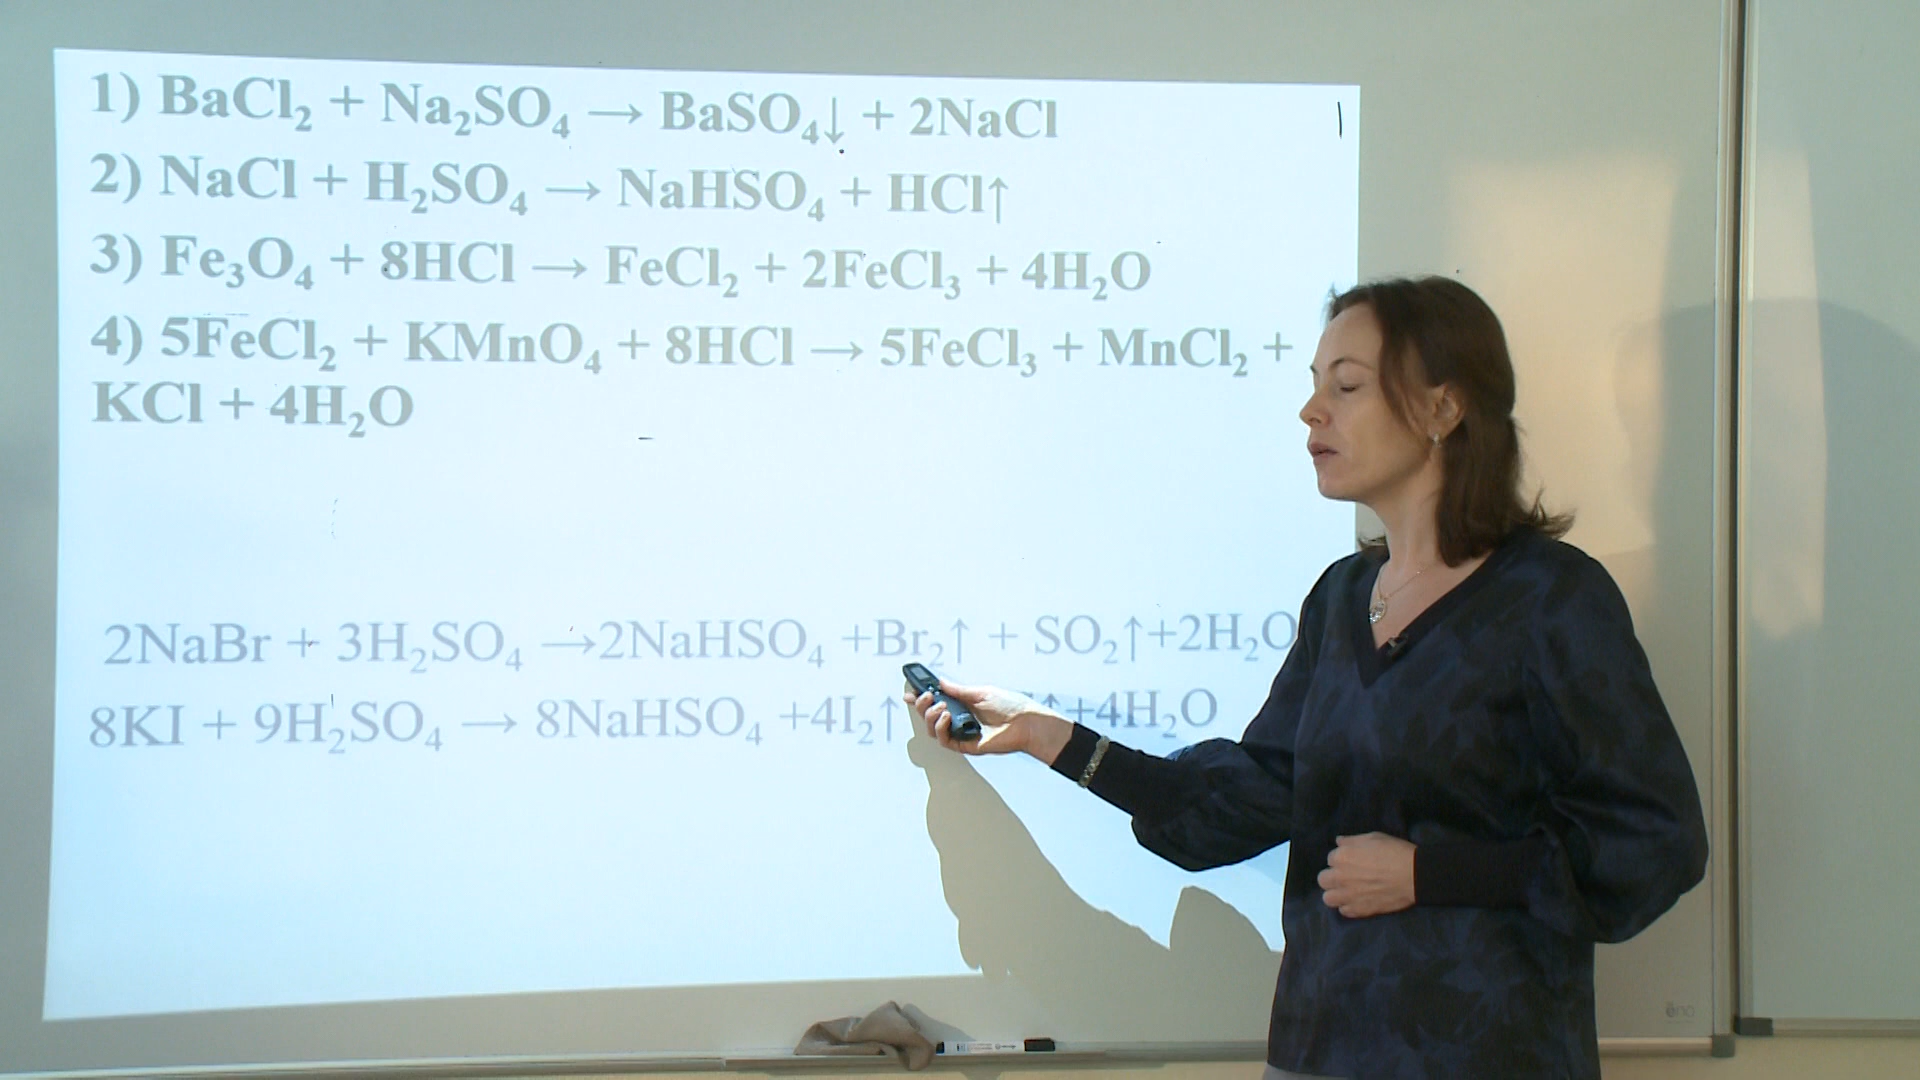 1) BaCl₂ + Na₂SO₄ → BaSO₄↓ + 2NaCl
2) NaCl + H₂SO₄ → NaHSO₄ + HCl↑
3) Fe₃O₄ + 8HCl → FeCl₂ + 2FeCl₃ + 4H₂O
4) 5FeCl₂ + KMnO₄ + 8HCl → 5FeCl₃ + MnCl₂ +
KCl + 4H₂O
2NaBr + 3H₂SO₄ →2NaHSO₄ +Br₂↑ + SO₂↑+2H₂O
8KI + 9H₂SO₄ → 8NaHSO₄ +4I₂↑ ↑+4H₂O